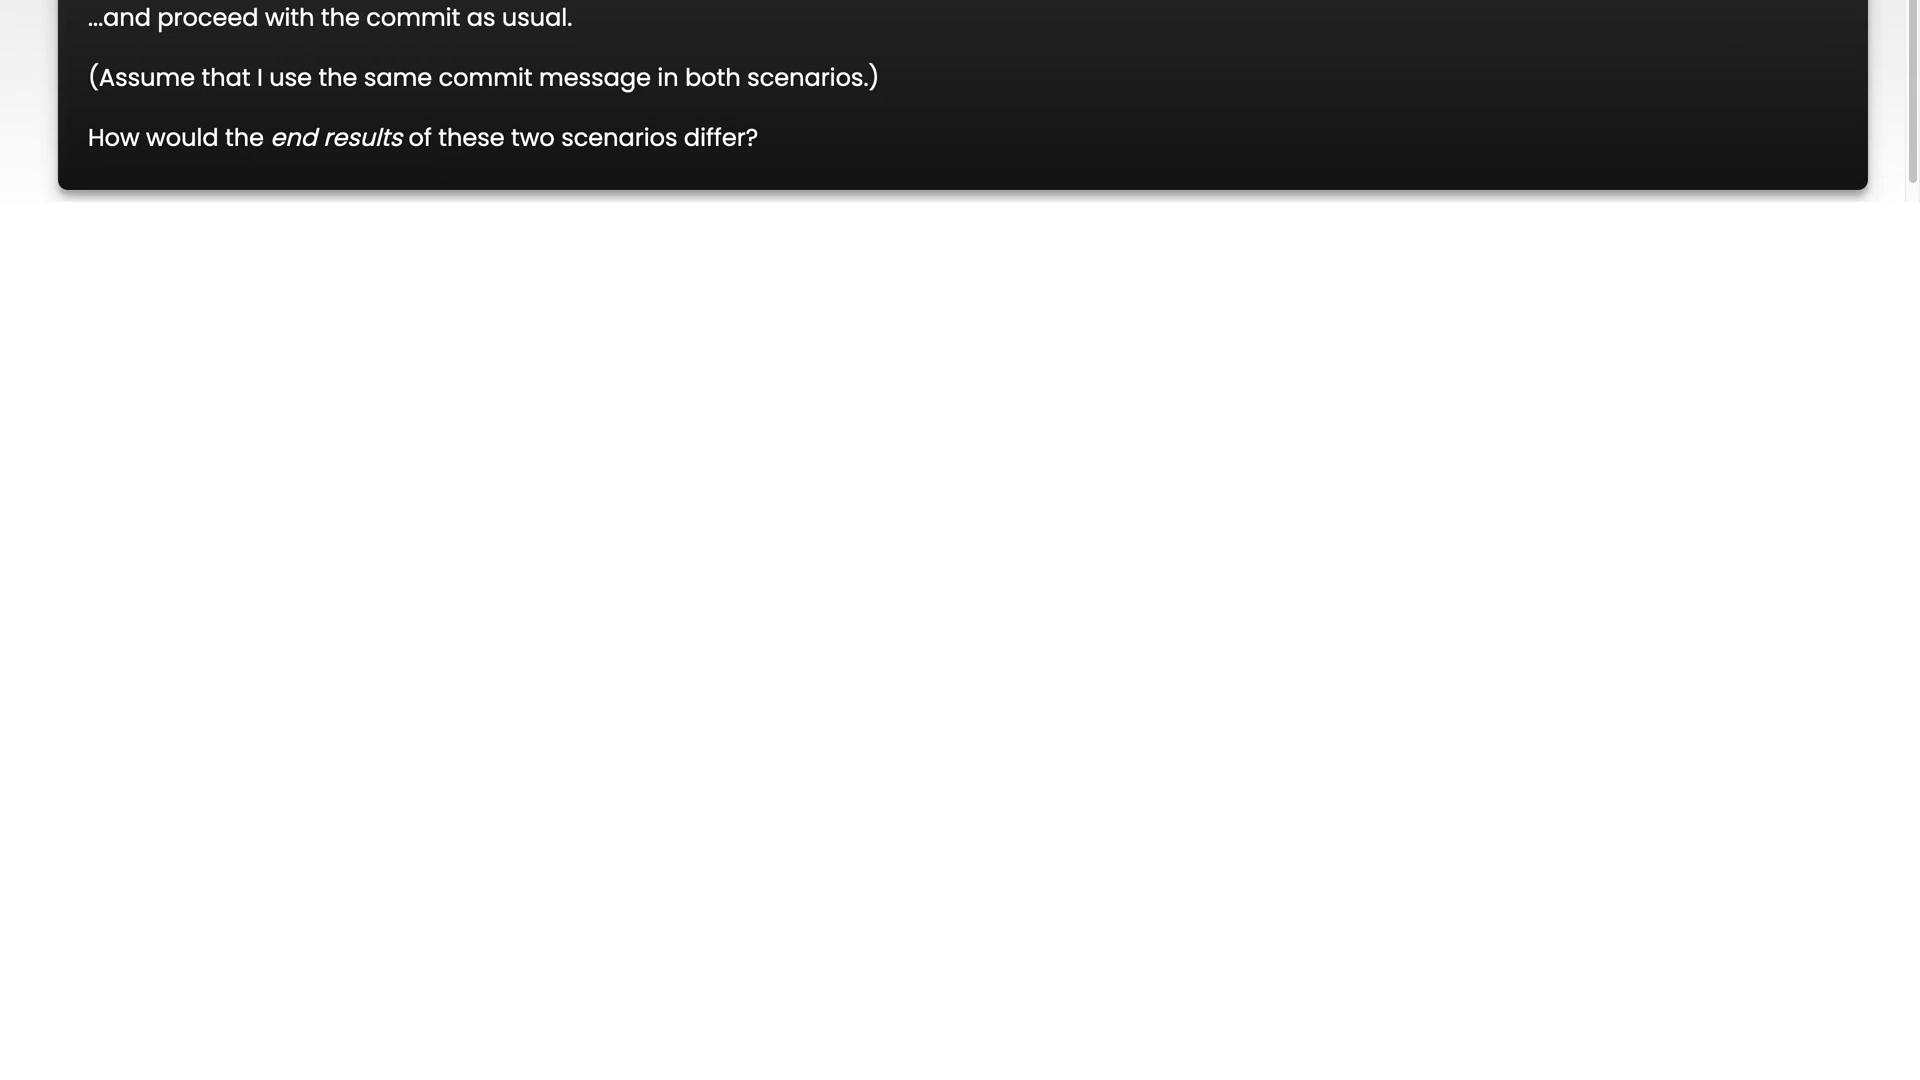 ...and proceed with the commit as usual.
(Assume that I use the same commit message in both scenarios.)
How would the end results of these two scenarios differ?